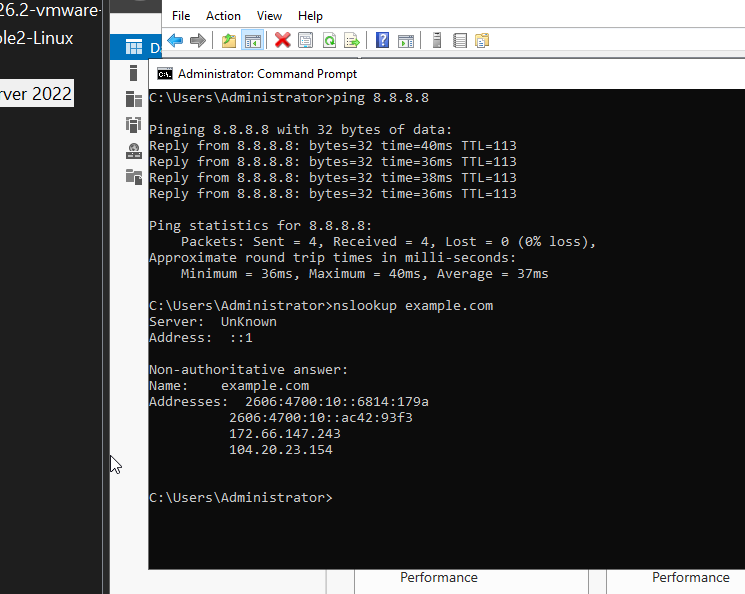 26.2-vmware-
ble2-Linux
rver 2022
File Action View Help
Administrator: Command Prompt
C:\Users\Administrator>ping 8.8.8.8
Pinging 8.8.8.8 with 32 bytes of data:
Reply from 8.8.8.8: bytes=32 time=40ms TTL=113
Reply from 8.8.8.8: bytes=32 time=36ms TTL=113
Reply from 8.8.8.8: bytes=32 time=38ms TTL=113
Reply from 8.8.8.8: bytes=32 time=36ms TTL=113
Ping statistics for 8.8.8.8:
    Packets: Sent = 4, Received = 4, Lost = 0 (0% loss),
Approximate round trip times in milli-seconds:
    Minimum = 36ms, Maximum = 40ms, Average = 37ms
C:\Users\Administrator>nslookup example.com
Server:  UnKnown
Address:  ::1
Non-authoritative answer:
Name:    example.com
Addresses:  2606:4700:10::6814:179a
          2606:4700:10::ac42:93f3
          172.66.147.243
          104.20.23.154
C:\Users\Administrator>
Performance Performance